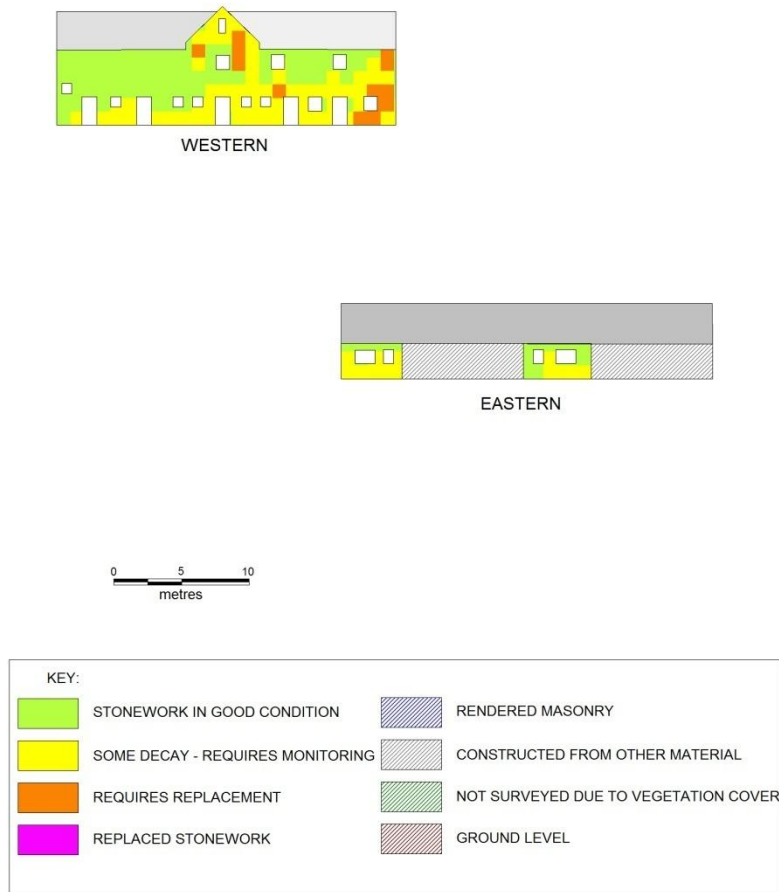 WESTERN
EASTERN
0 5 10
metres
KEY:
STONEWORK IN GOOD CONDITION
SOME DECAY - REQUIRES MONITORING
REQUIRES REPLACEMENT
REPLACED STONEWORK
RENDERED MASONRY
CONSTRUCTED FROM OTHER MATERIAL
NOT SURVEYED DUE TO VEGETATION COVER
GROUND LEVEL